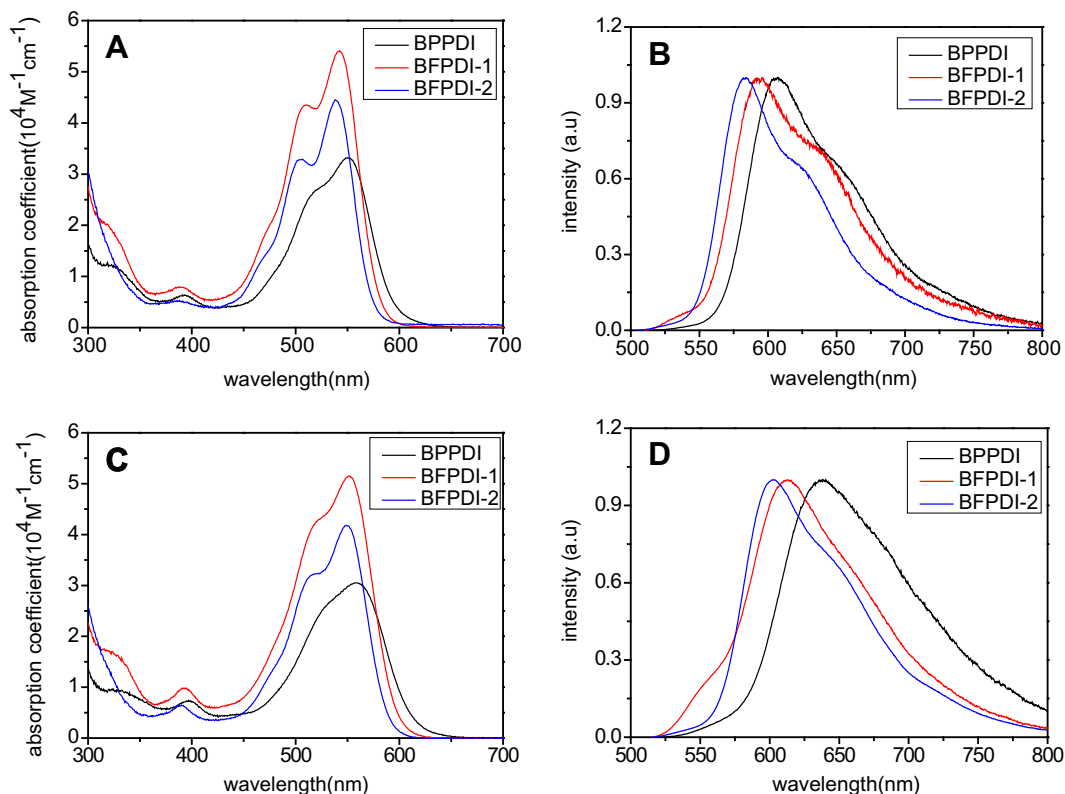 A
BPPDI
BFPDI-1
BFPDI-2
absorption coefficient(10⁴M⁻¹cm⁻¹)
6
5
4
3
2
1
0
300 400 500 600 700
wavelength(nm)
B
BPPDI
BFPDI-1
BFPDI-2
intensity (a.u)
1.2
0.9
0.6
0.3
0.0
500 550 600 650 700 750 800
wavelength(nm)
C
BPPDI
BFPDI-1
BFPDI-2
absorption coefficient(10⁴M⁻¹cm⁻¹)
6
5
4
3
2
1
0
300 400 500 600 700
wavelength(nm)
D
BPPDI
BFPDI-1
BFPDI-2
intensity (a.u)
1.2
0.9
0.6
0.3
0.0
500 550 600 650 700 750 800
wavelength(nm)